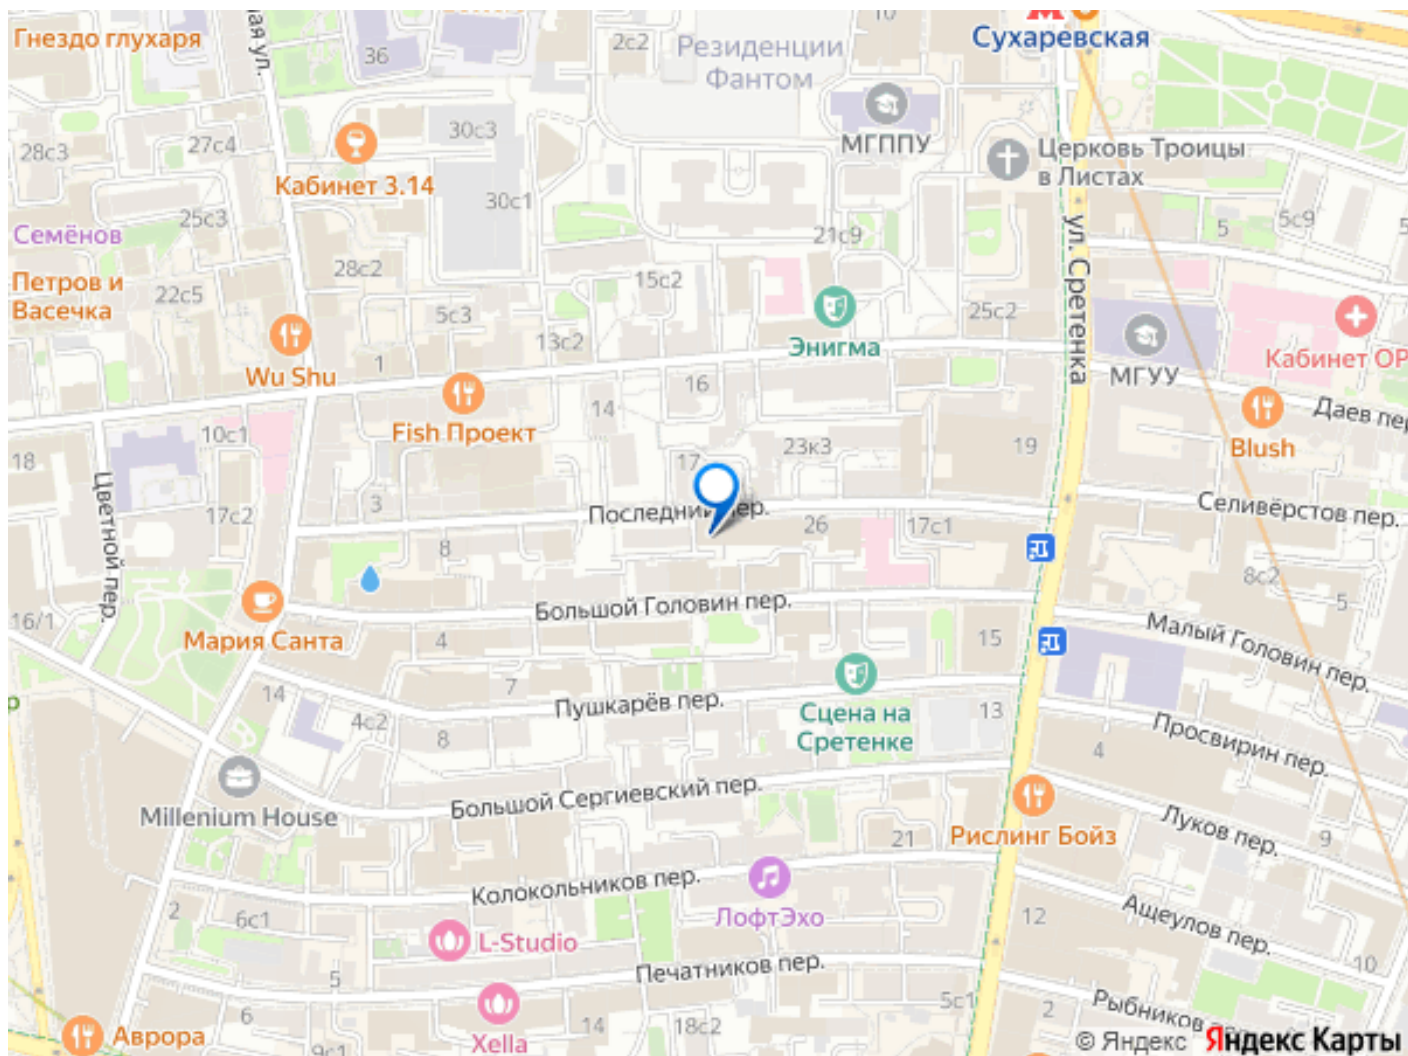 Гнездо глухаря
ная ул.
36
2с2
10
Сухаревская
Резиденции
Фантом
28с3
27с4
30с3
Кабинет 3.14
МГППУ
Церковь Троицы
в Листах
30с1
25с3
Семёнов
21с9
5
5с9
5
ул. Сретенка
28с2
15с2
Петров и
Васечка
22с5
5с3
25с2
13с2
Энигма
Wu Shu
1
16
МГУУ
Кабинет ОР
14
Fish Проект
Даев пер
Blush
10с1
18
17
23к3
19
Цветной пер.
17с2
3
Последний пер.
26
17с1
Селивёрстов пер.
8
8с2
5
16/1
Большой Головин пер.
Мария Санта
4
15
Малый Головин пер.
14
7
4с2
8
Пушкарёв пер.
Сцена на
Сретенке
13
4
Просвирин пер.
Millenium House
Большой Сергиевский пер.
21
Рислинг Бойз
Луков пер.
9
Колокольников пер.
2
6с1
ЛофтЭхо
12
Ащеулов пер.
L-Studio
5
Печатников пер.
10
6
5с1
2
Рыбников
Аврора
9с1
Xella
14
18с2
© Яндекс Яндекс Карты